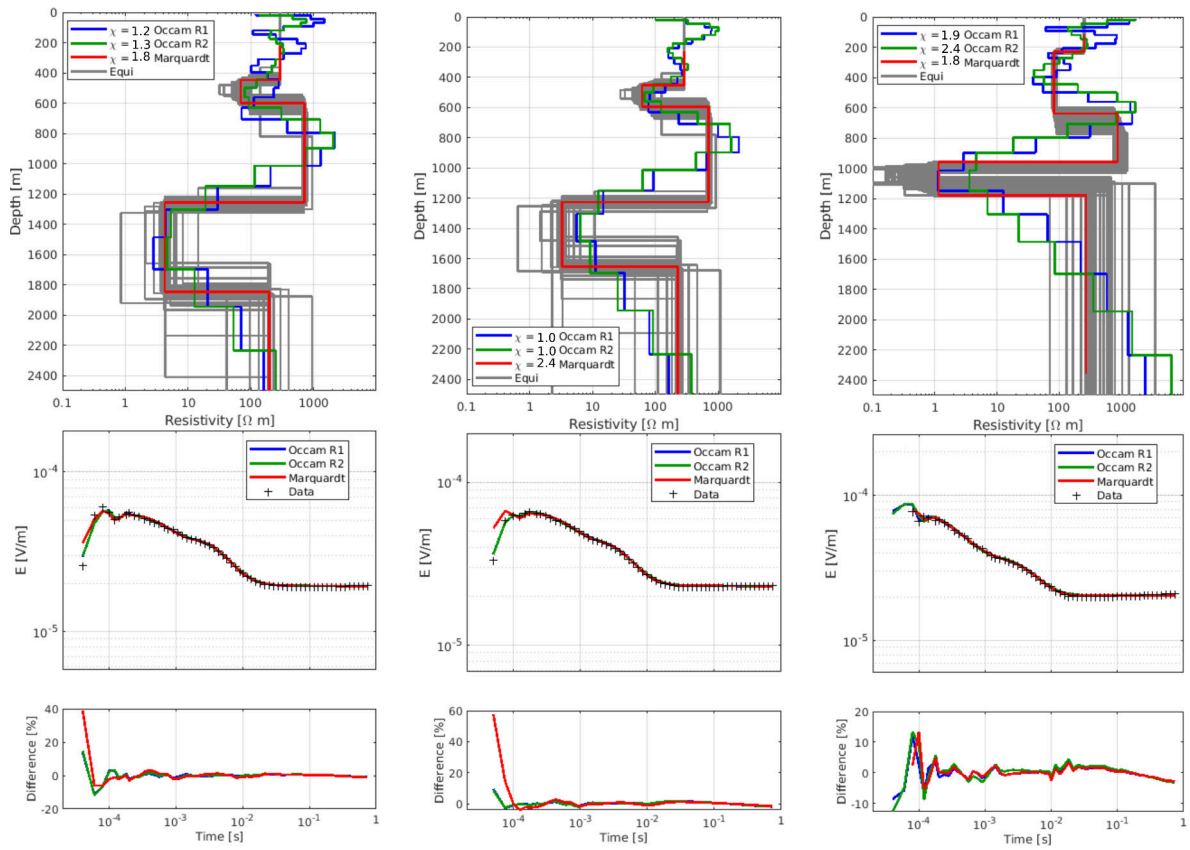 0
200
400
600
800
1000
1200
1400
1600
1800
2000
2200
2400
Depth [m]
χ = 1.2 Occam R1
χ = 1.3 Occam R2
χ = 1.8 Marquardt
Equi
0.1 1 10 100 1000
Resistivity [Ω m]
0
200
400
600
800
1000
1200
1400
1600
1800
2000
2200
2400
Depth [m]
χ = 1.0 Occam R1
χ = 1.0 Occam R2
χ = 2.4 Marquardt
Equi
0.1 1 10 100 1000
Resistivity [Ω m]
0
200
400
600
800
1000
1200
1400
1600
1800
2000
2200
2400
Depth [m]
χ = 1.9 Occam R1
χ = 2.4 Occam R2
χ = 1.8 Marquardt
Equi
0.1 1 10 100 1000
Resistivity [Ω m]
10⁻⁴
10⁻⁵
E [V/m]
Occam R1
Occam R2
Marquardt
Data
10⁻⁴
10⁻⁵
E [V/m]
Occam R1
Occam R2
Marquardt
Data
10⁻⁴
10⁻⁵
E [V/m]
Occam R1
Occam R2
Marquardt
Data
40
20
0
-20
Difference [%]
10⁻⁴ 10⁻³ 10⁻² 10⁻¹ 1
Time [s]
60
40
20
0
Difference [%]
10⁻⁴ 10⁻³ 10⁻² 10⁻¹ 1
Time [s]
20
10
0
-10
Difference [%]
10⁻⁴ 10⁻³ 10⁻² 10⁻¹ 1
Time [s]